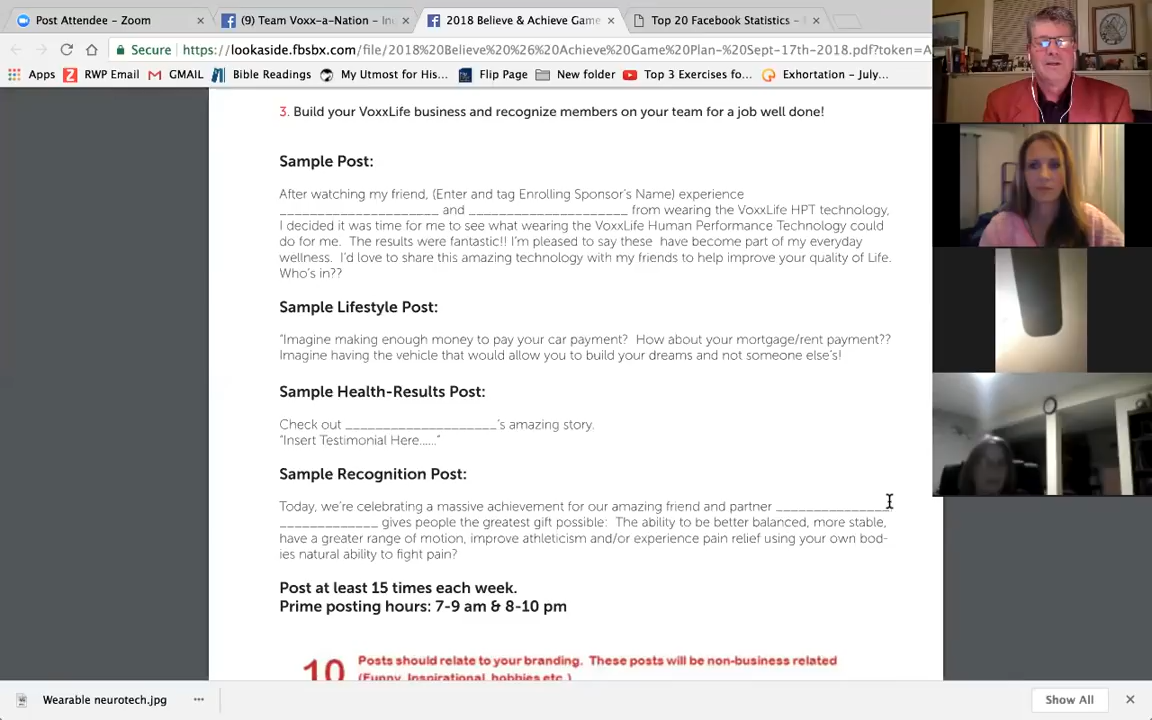 Post Attendee - Zoom
(9) Team Voxx-a-Nation -
2018 Believe & Achieve Game
Top 20 Facebook Statistics -
Secure
https://lookaside.fbsbx.com/file/2018%20Believe%20%26%20Achieve%20Game%20Plan-%20Sept-17th-2018.pdf?token=A
Apps
RWP Email
GMAIL
Bible Readings
My Utmost for His...
Flip Page
New folder
Top 3 Exercises fo...
Exhortation - July...
3. Build your VoxxLife business and recognize members on your team for a job well done!
Sample Post:
After watching my friend, (Enter and tag Enrolling Sponsor's Name) experience
_____________________ and _____________________ from wearing the VoxxLife HPT technology,
I decided it was time for me to see what wearing the VoxxLife Human Performance Technology could
do for me. The results were fantastic!! I'm pleased to say these have become part of my everyday
wellness. I'd love to share this amazing technology with my friends to help improve your quality of Life.
Who's in??
Sample Lifestyle Post:
"Imagine making enough money to pay your car payment? How about your mortgage/rent payment??
Imagine having the vehicle that would allow you to build your dreams and not someone else's!
Sample Health-Results Post:
Check out ____________________'s amazing story.
"Insert Testimonial Here......"
Sample Recognition Post:
Today, we're celebrating a massive achievement for our amazing friend and partner _______________
_____________ gives people the greatest gift possible: The ability to be better balanced, more stable,
have a greater range of motion, improve athleticism and/or experience pain relief using your own bod-
ies natural ability to fight pain?
Post at least 15 times each week.
Prime posting hours: 7-9 am & 8-10 pm
10 Posts should relate to your branding. These posts will be non-business related
(Funny, Inspirational, hobbies etc.)
Wearable neurotech.jpg
Show All